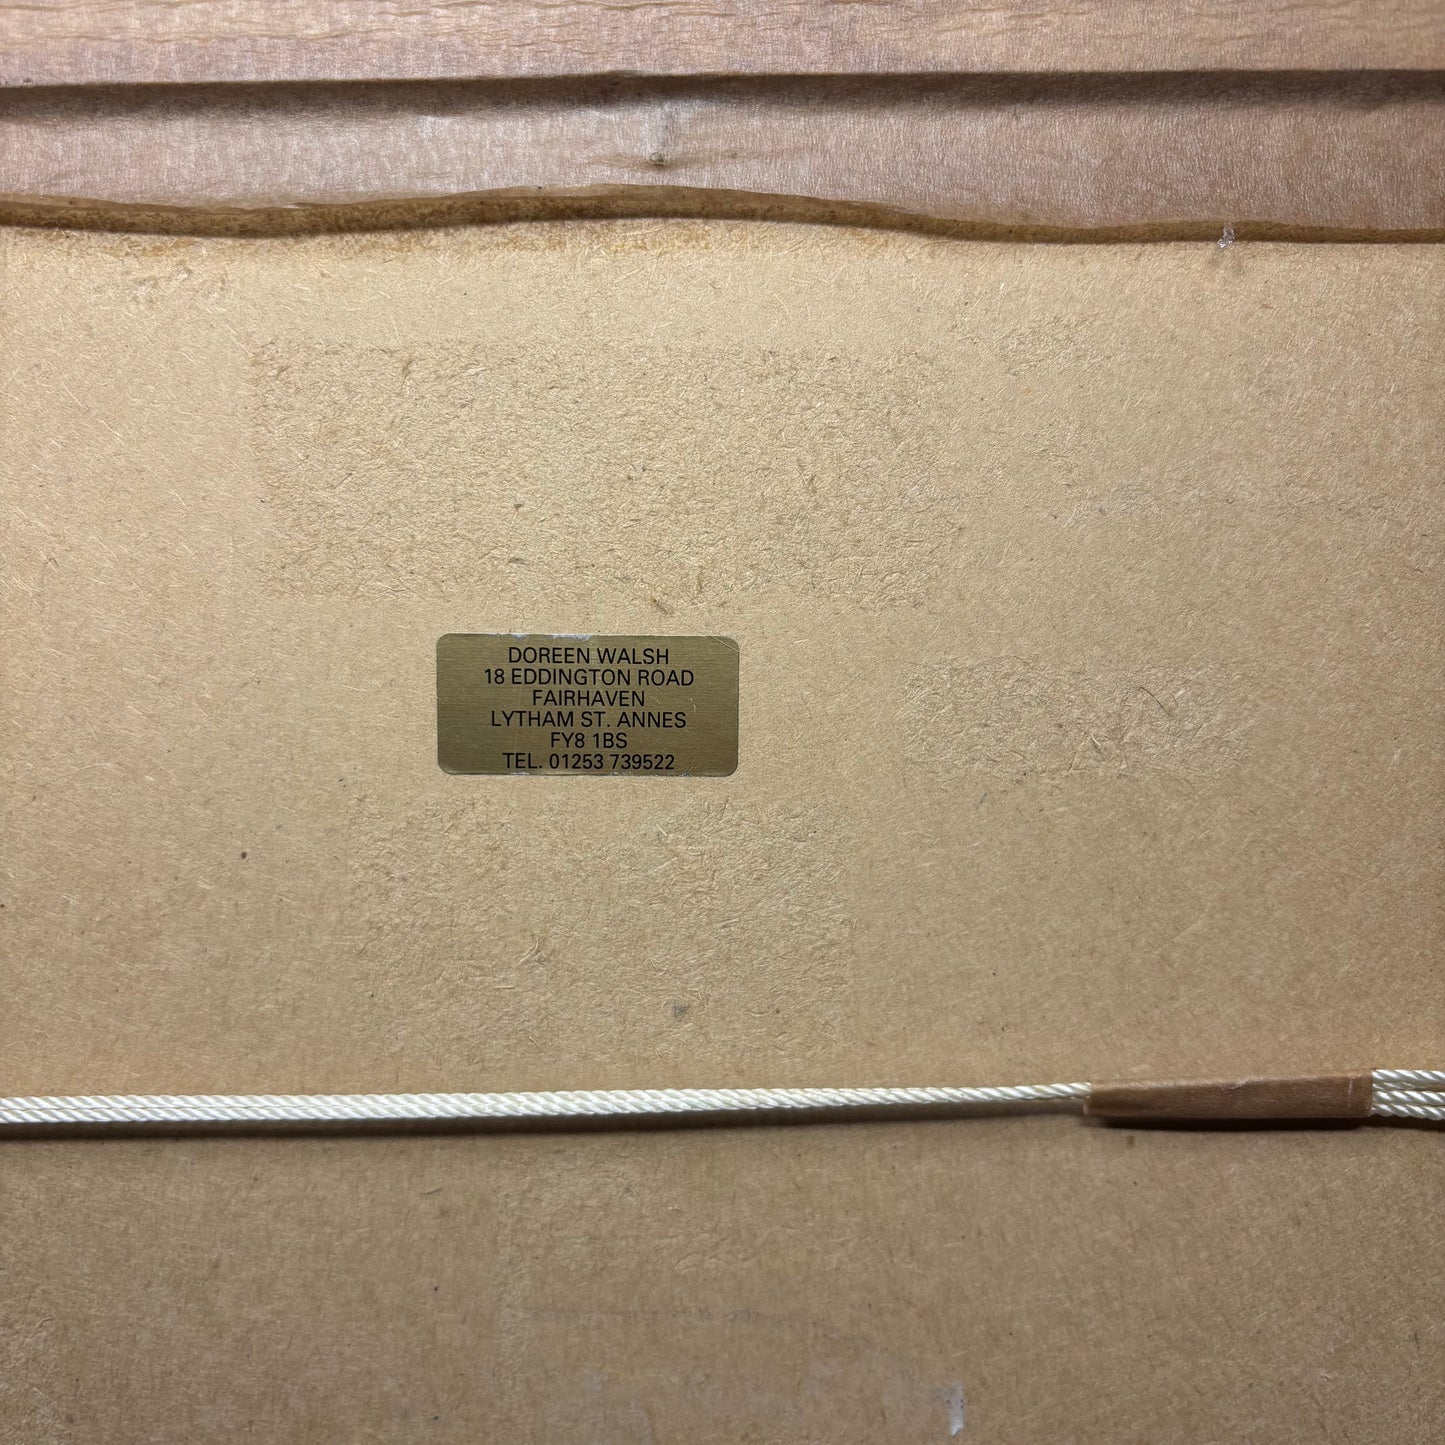 DOREEN WALSH
18 EDDINGTON ROAD
FAIRHAVEN
LYTHAM ST. ANNES
FY8 1BS
TEL. 01253 739522